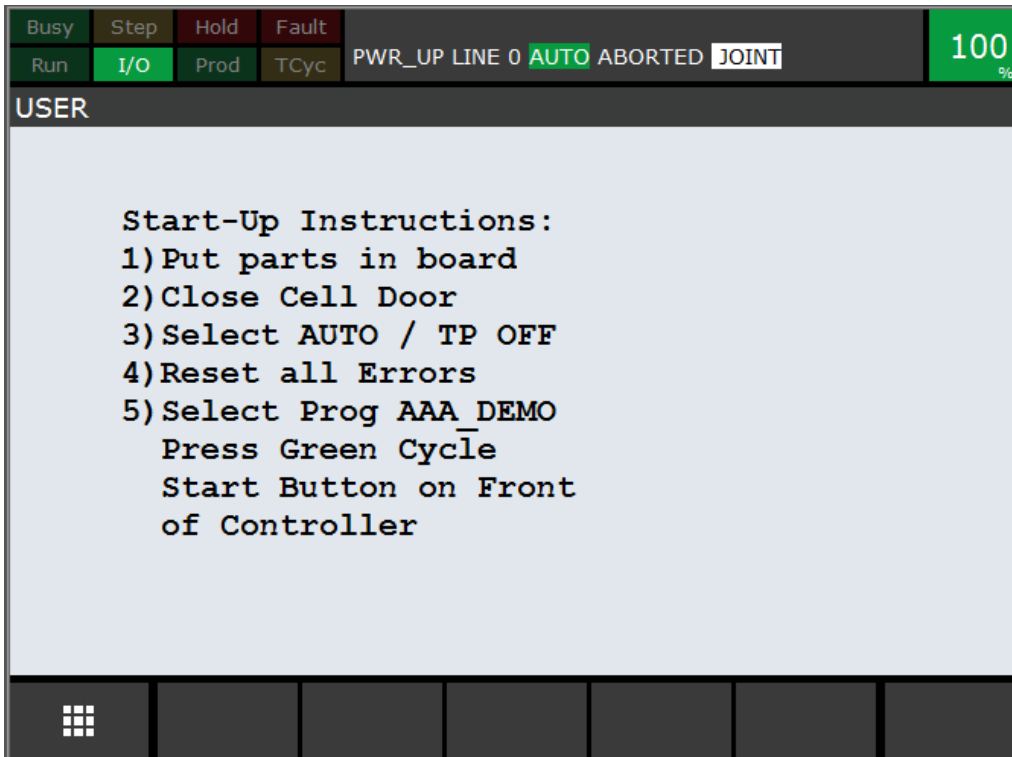 Busy Step Hold Fault
Run I/O Prod TCyc PWR_UP LINE 0 AUTO ABORTED JOINT
100
%
USER
Start-Up Instructions:
1)Put parts in board
2)Close Cell Door
3)Select AUTO / TP OFF
4)Reset all Errors
5)Select Prog AAA_DEMO
Press Green Cycle
Start Button on Front
of Controller